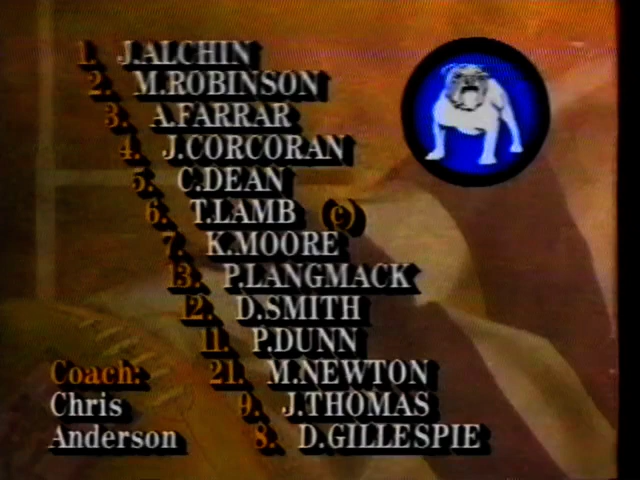 1. J.ALCHIN
2. M.ROBINSON
3. A.FARRAR
4. J.CORCORAN
5. C.DEAN
6. T.LAMB (c)
7. K.MOORE
13. P.LANGMACK
12. D.SMITH
11. P.DUNN
Coach: 21. M.NEWTON
Chris 9. J.THOMAS
Anderson 8. D.GILLESPIE